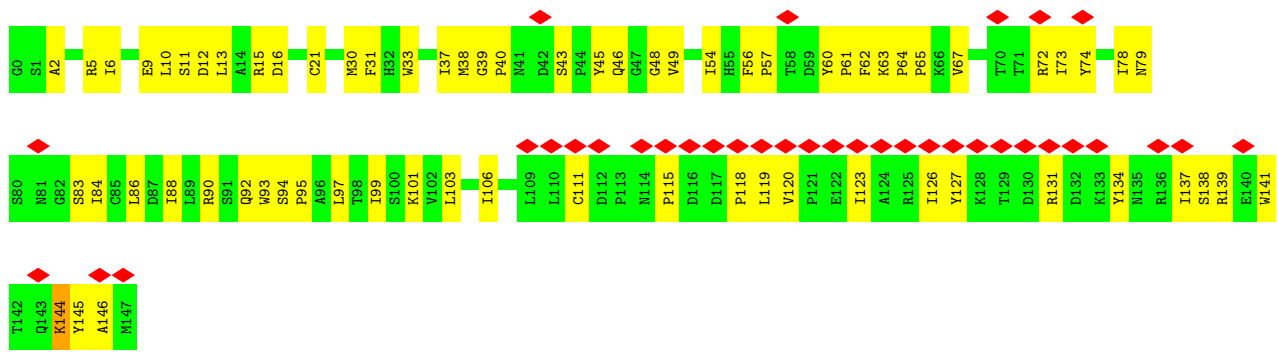 G0 S1 A2 R5 I6 E9 L10 S11 D12 L13 A14 R15 D16 C21 M30 F31 H32 W33 I37 M38 G39 P40 N41 D42 S43 P44 Y45 Q46 G47 G48 V49 I54 H55 F56 P57 T58 D59 Y60 P61 F62 K63 P64 P65 K66 V67 T70 T71 R72 I73 Y74 I78 N79
S80 N81 G82 S83 I84 C85 L86 D87 I88 L89 R90 S91 Q92 W93 S94 P95 A96 L97 T98 I99 S100 K101 V102 L103 I106 L109 L110 C111 D112 P113 N114 P115 D116 D117 P118 L119 V120 P121 E122 I123 A124 R125 I126 Y127 K128 T129 D130 R131 D132 K133 Y134 N135 R136 I137 S138 R139 E140 W141
T142 Q143 K144 Y145 A146 M147